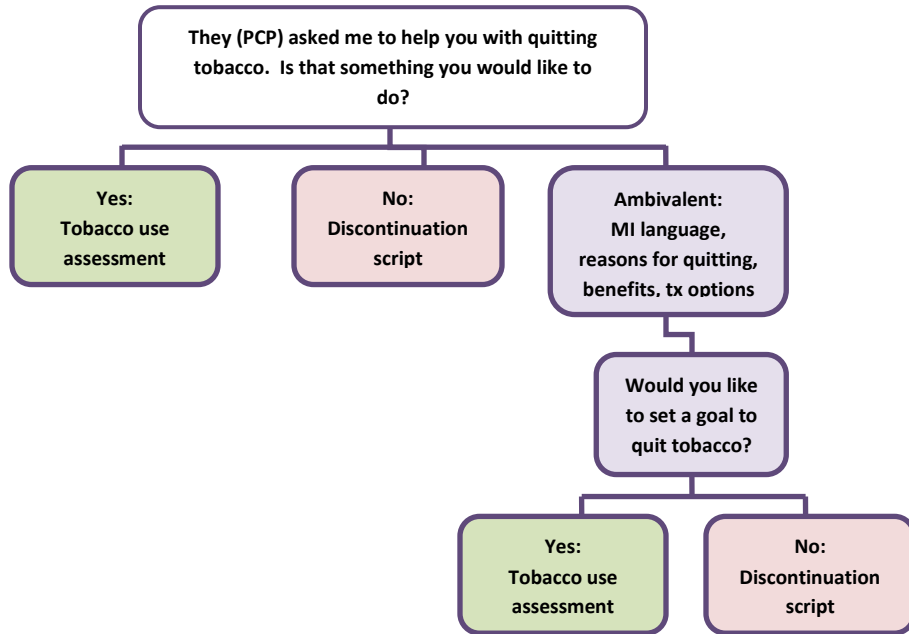 They (PCP) asked me to help you with quitting
tobacco.  Is that something you would like to
do?
Yes:
Tobacco use
assessment
No:
Discontinuation
script
Ambivalent:
MI language,
reasons for quitting,
benefits, tx options
Would you like
to set a goal to
quit tobacco?
Yes:
Tobacco use
assessment
No:
Discontinuation
script